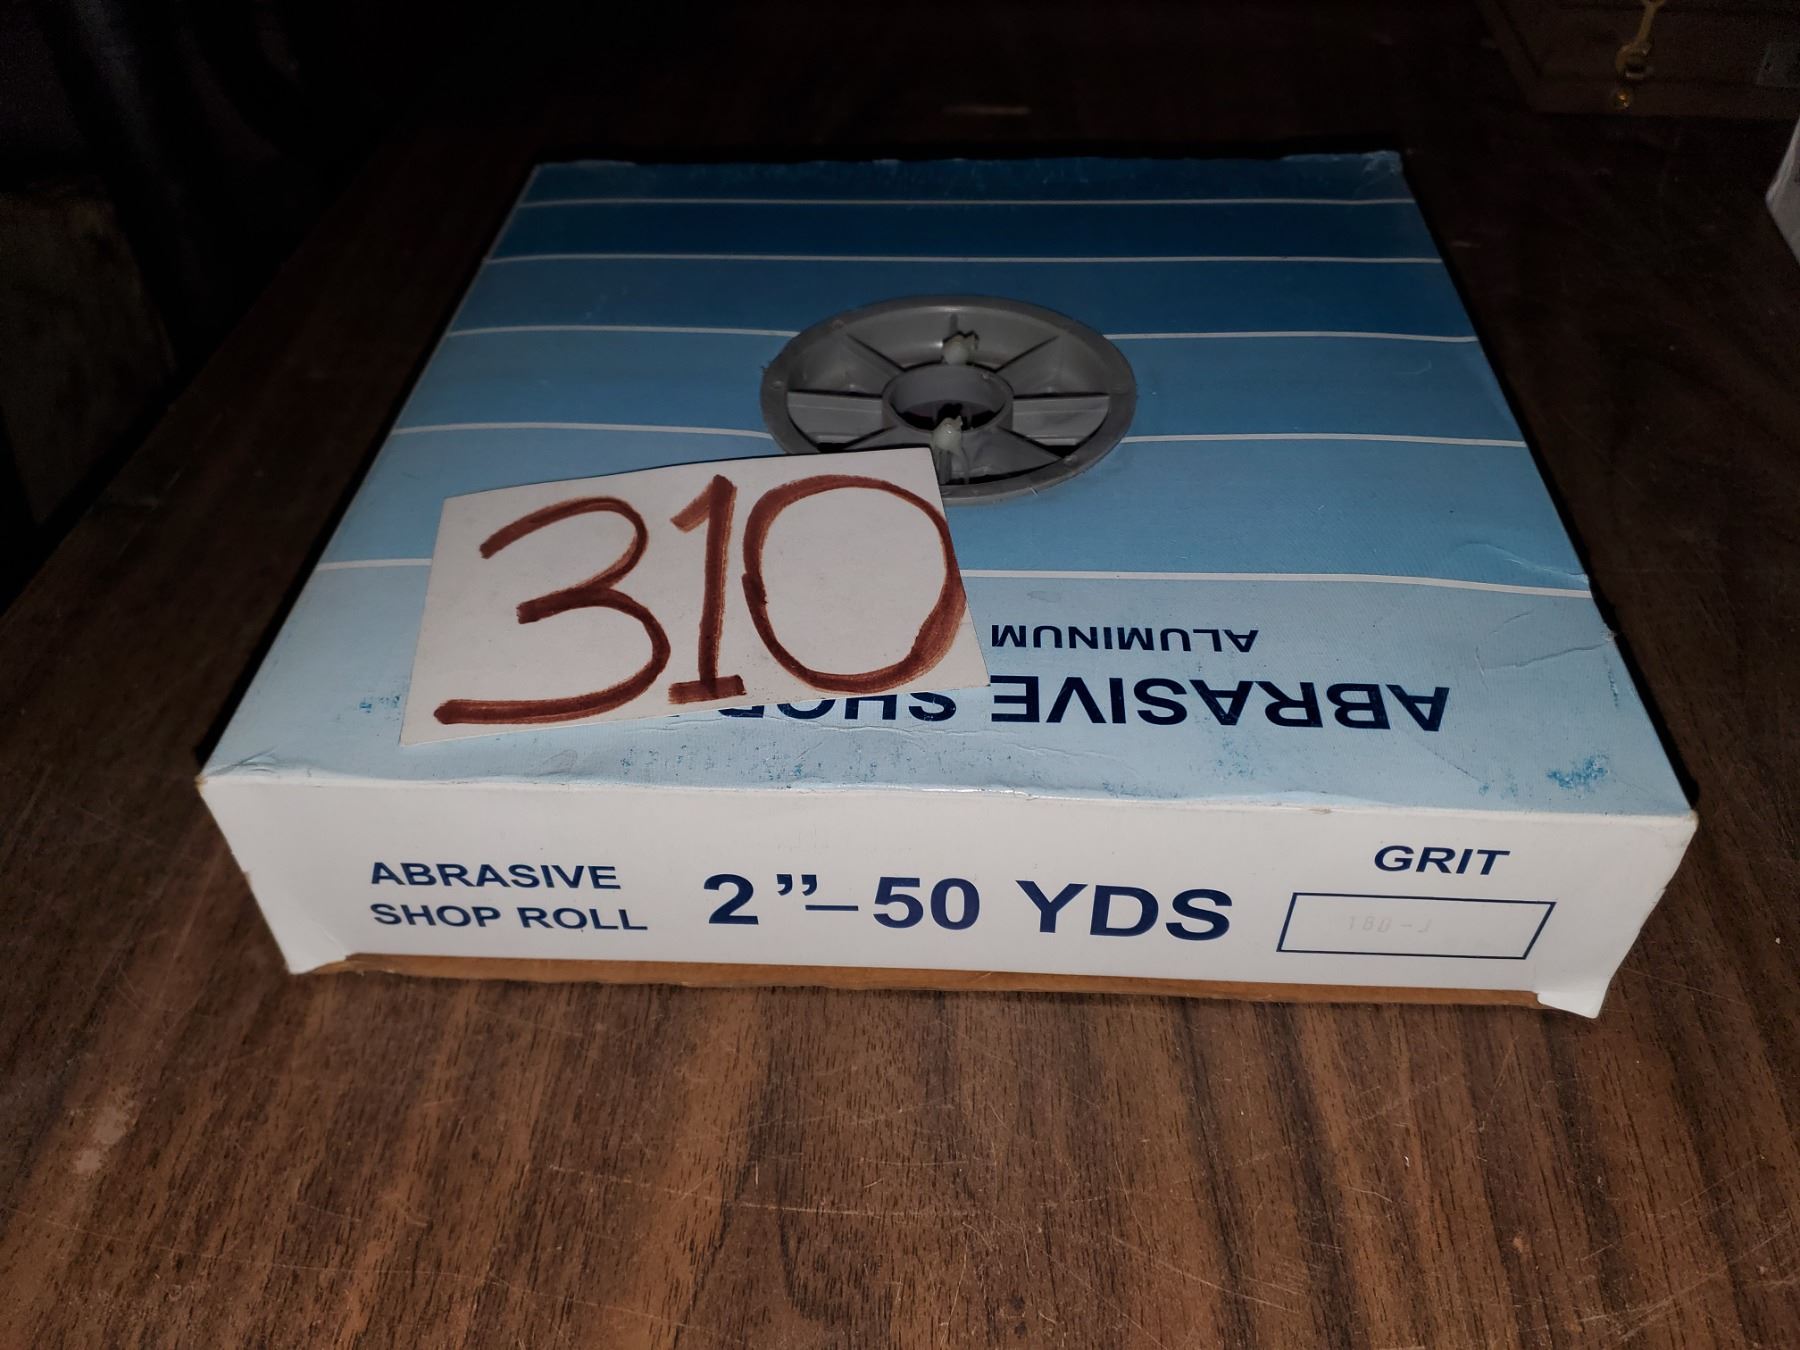 310
ALUMINUM
ABRASIVE SHOP
ABRASIVE
SHOP ROLL
2”–50 YDS
GRIT
180-J